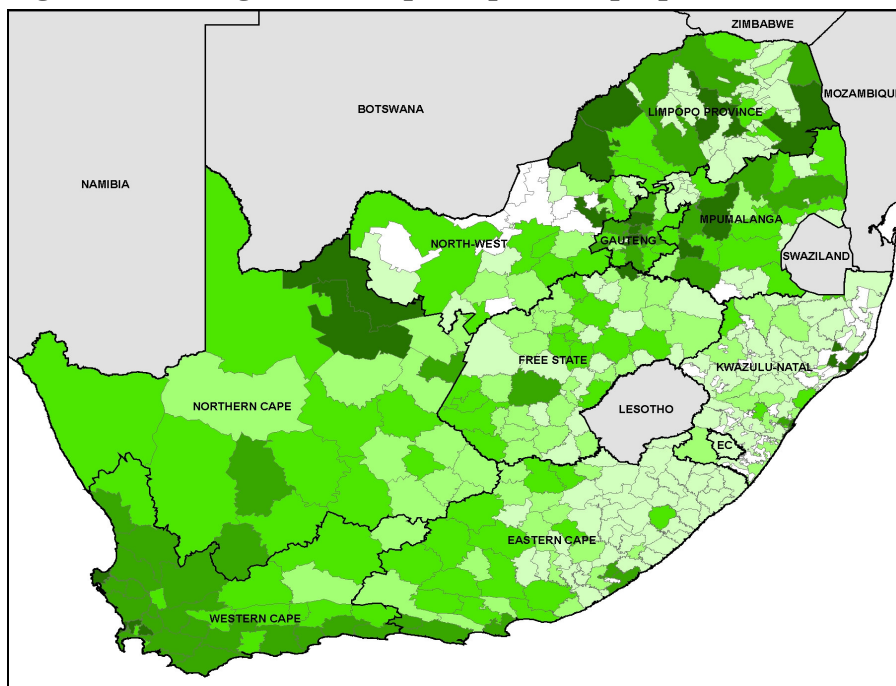 ZIMBABWE
MOZAMBIQUE
BOTSWANA
LIMPOPO PROVINCE
NAMIBIA
MPUMALANGA
NORTH-WEST
GAUTENG
SWAZILAND
FREE STATE
KWAZULU-NATAL
NORTHERN CAPE
LESOTHO
EC
EASTERN CAPE
WESTERN CAPE